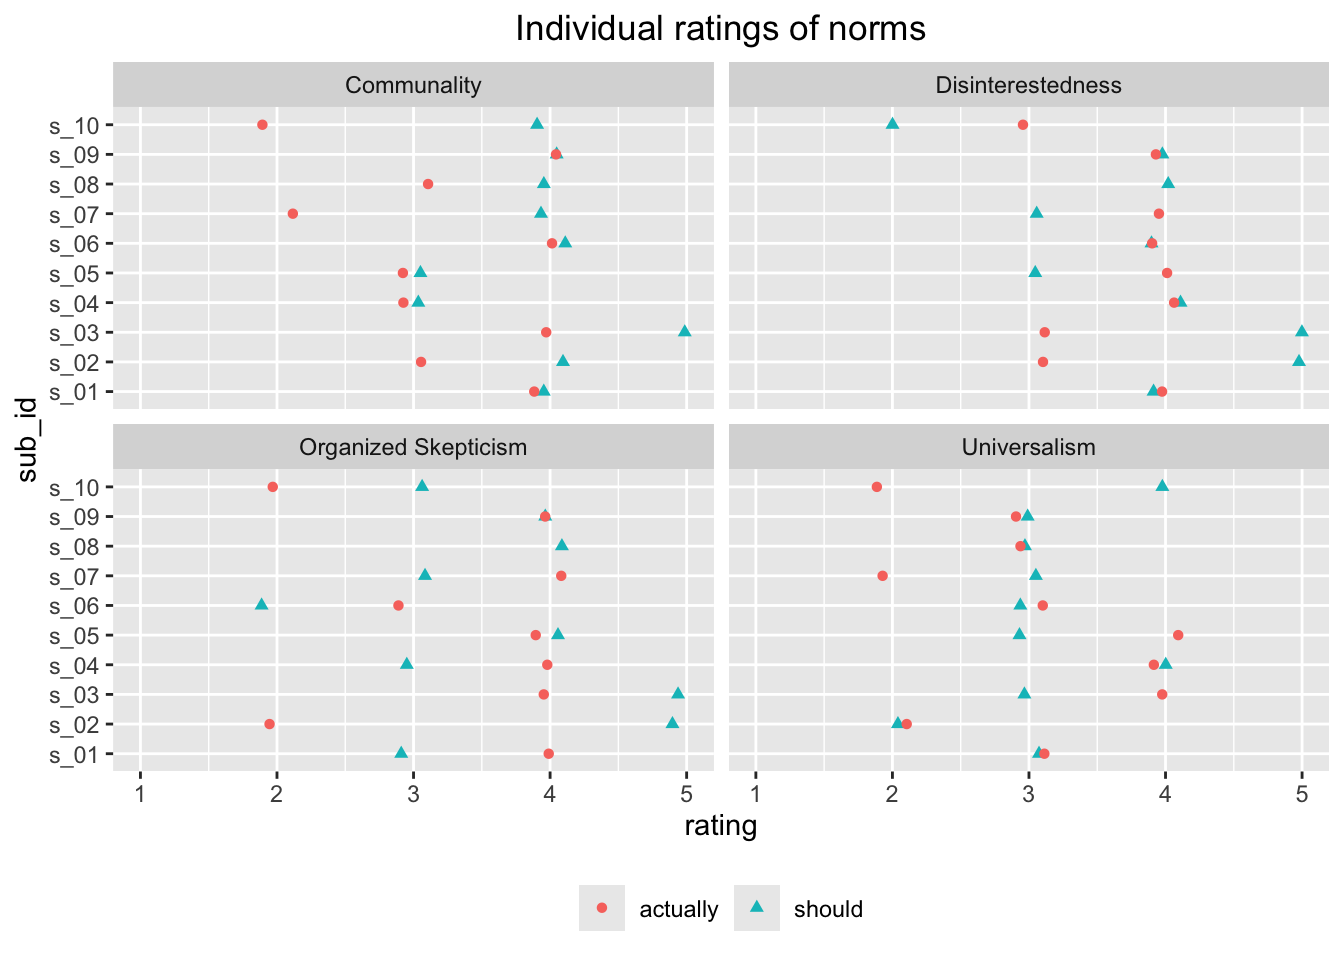 Individual ratings of norms
Communality
Disinterestedness
s_10
s_09
s_08
s_07
s_06
s_05
s_04
s_03
s_02
s_01
sub_id
Organized Skepticism
Universalism
s_10
s_09
s_08
s_07
s_06
s_05
s_04
s_03
s_02
s_01
1 2 3 4 5
1 2 3 4 5
rating
actually
should